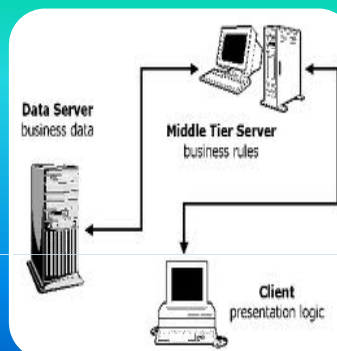 Data Server
business data
Middle Tier Server
business rules
Client
presentation logic